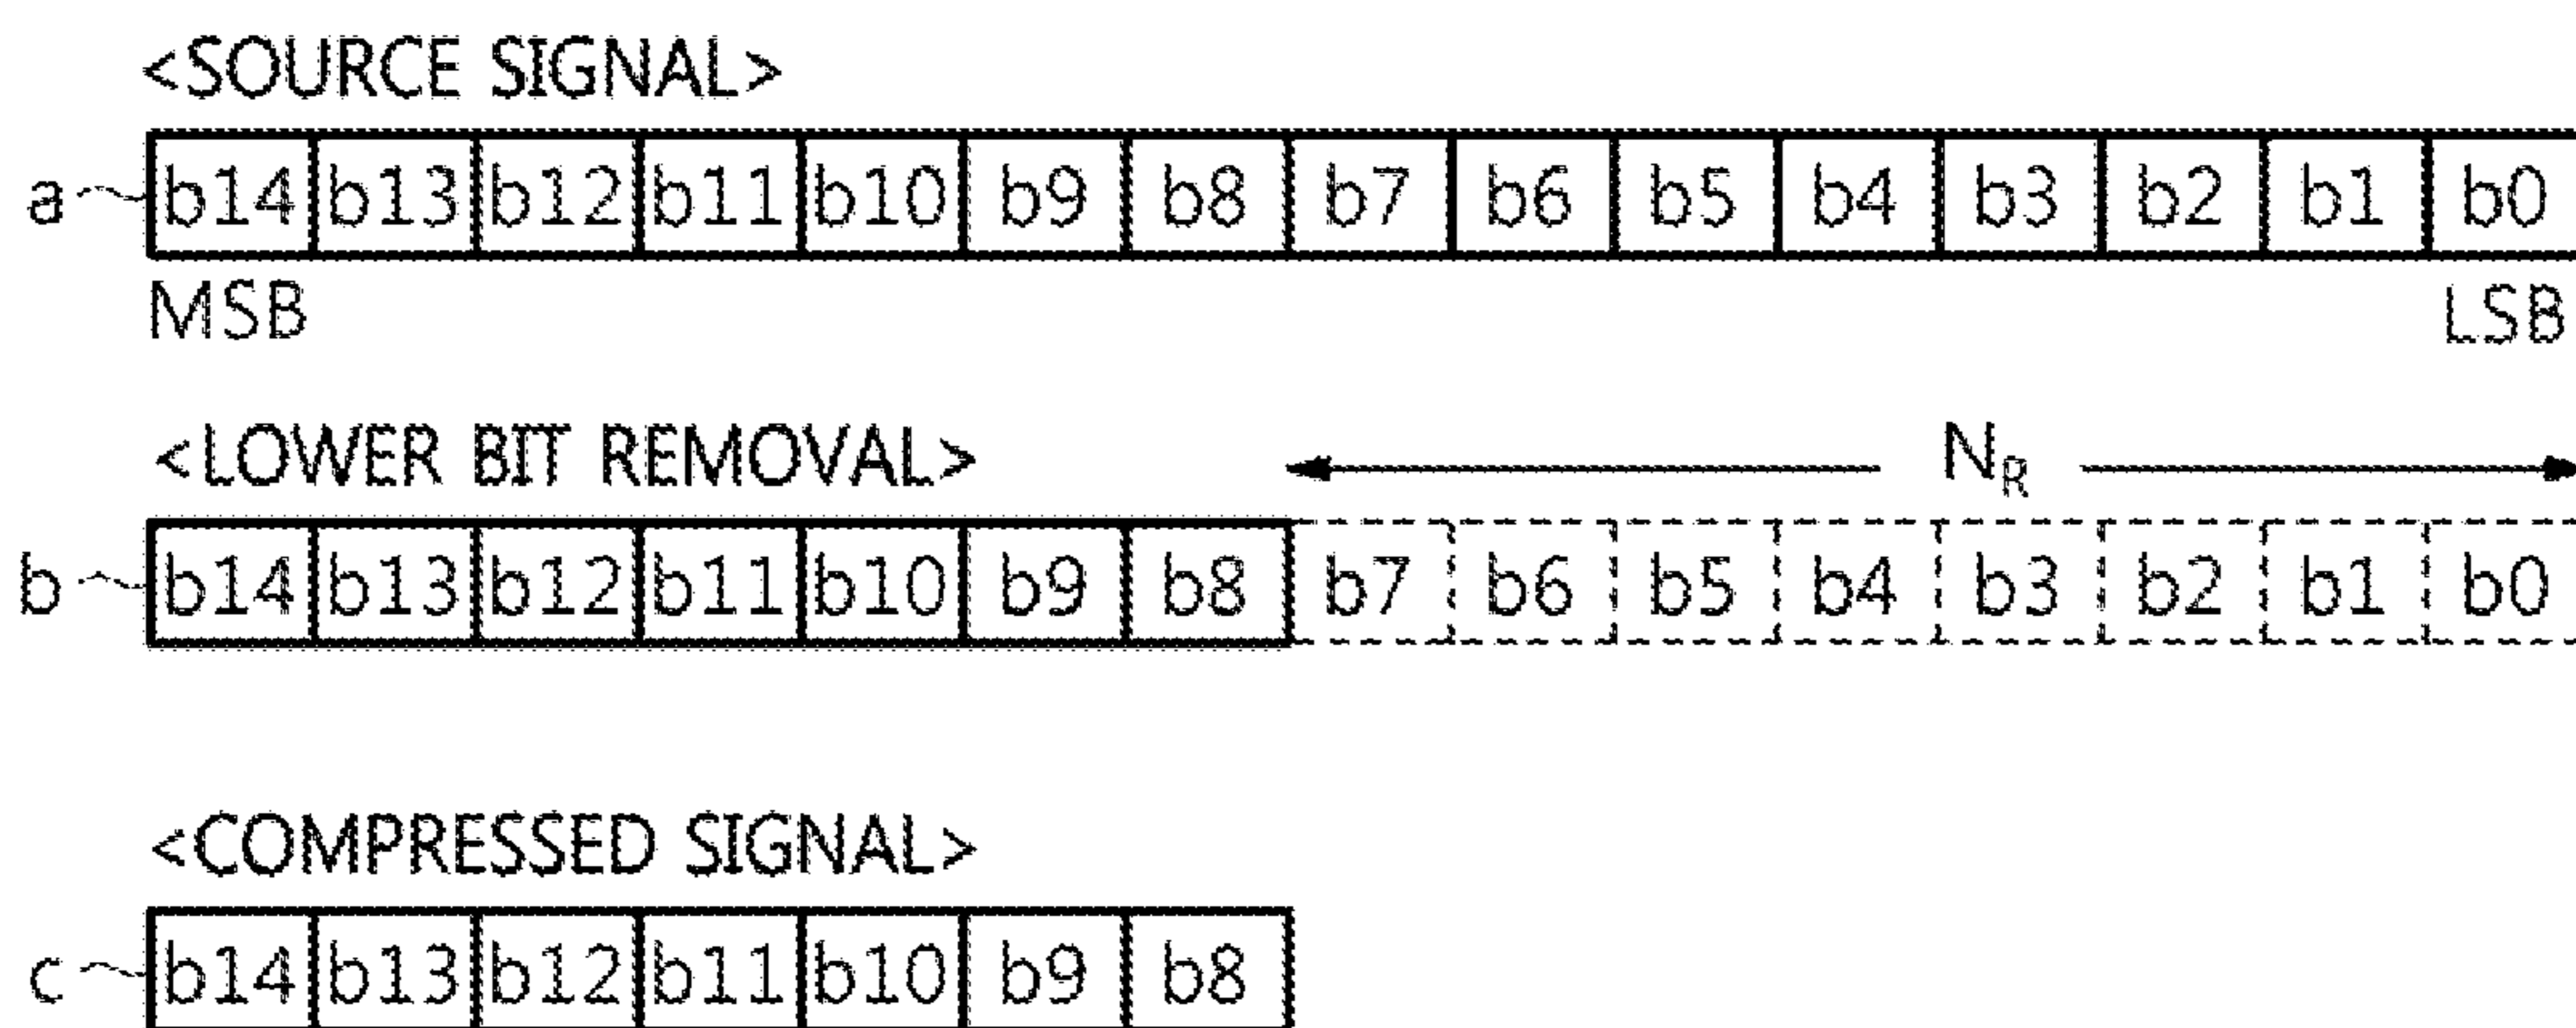 <SOURCE SIGNAL>
a b14 b13 b12 b11 b10 b9 b8 b7 b6 b5 b4 b3 b2 b1 b0
MSB LSB
<LOWER BIT REMOVAL> NR
b b14 b13 b12 b11 b10 b9 b8 b7 b6 b5 b4 b3 b2 b1 b0
<COMPRESSED SIGNAL>
c b14 b13 b12 b11 b10 b9 b8